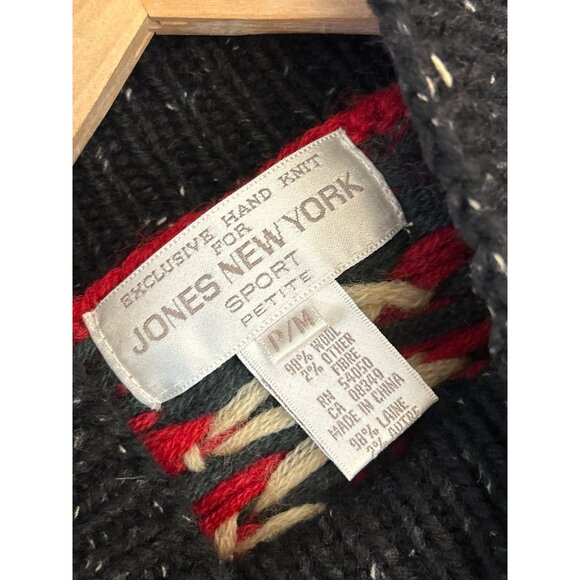 EXCLUSIVE HAND KNIT
FOR
JONES NEW YORK
SPORT
PETITE
P/M
98% WOOL
2% OTHER
FIBRE
RN 54050
CA 08349
MADE IN CHINA
98% LAINE
2% AUTRE